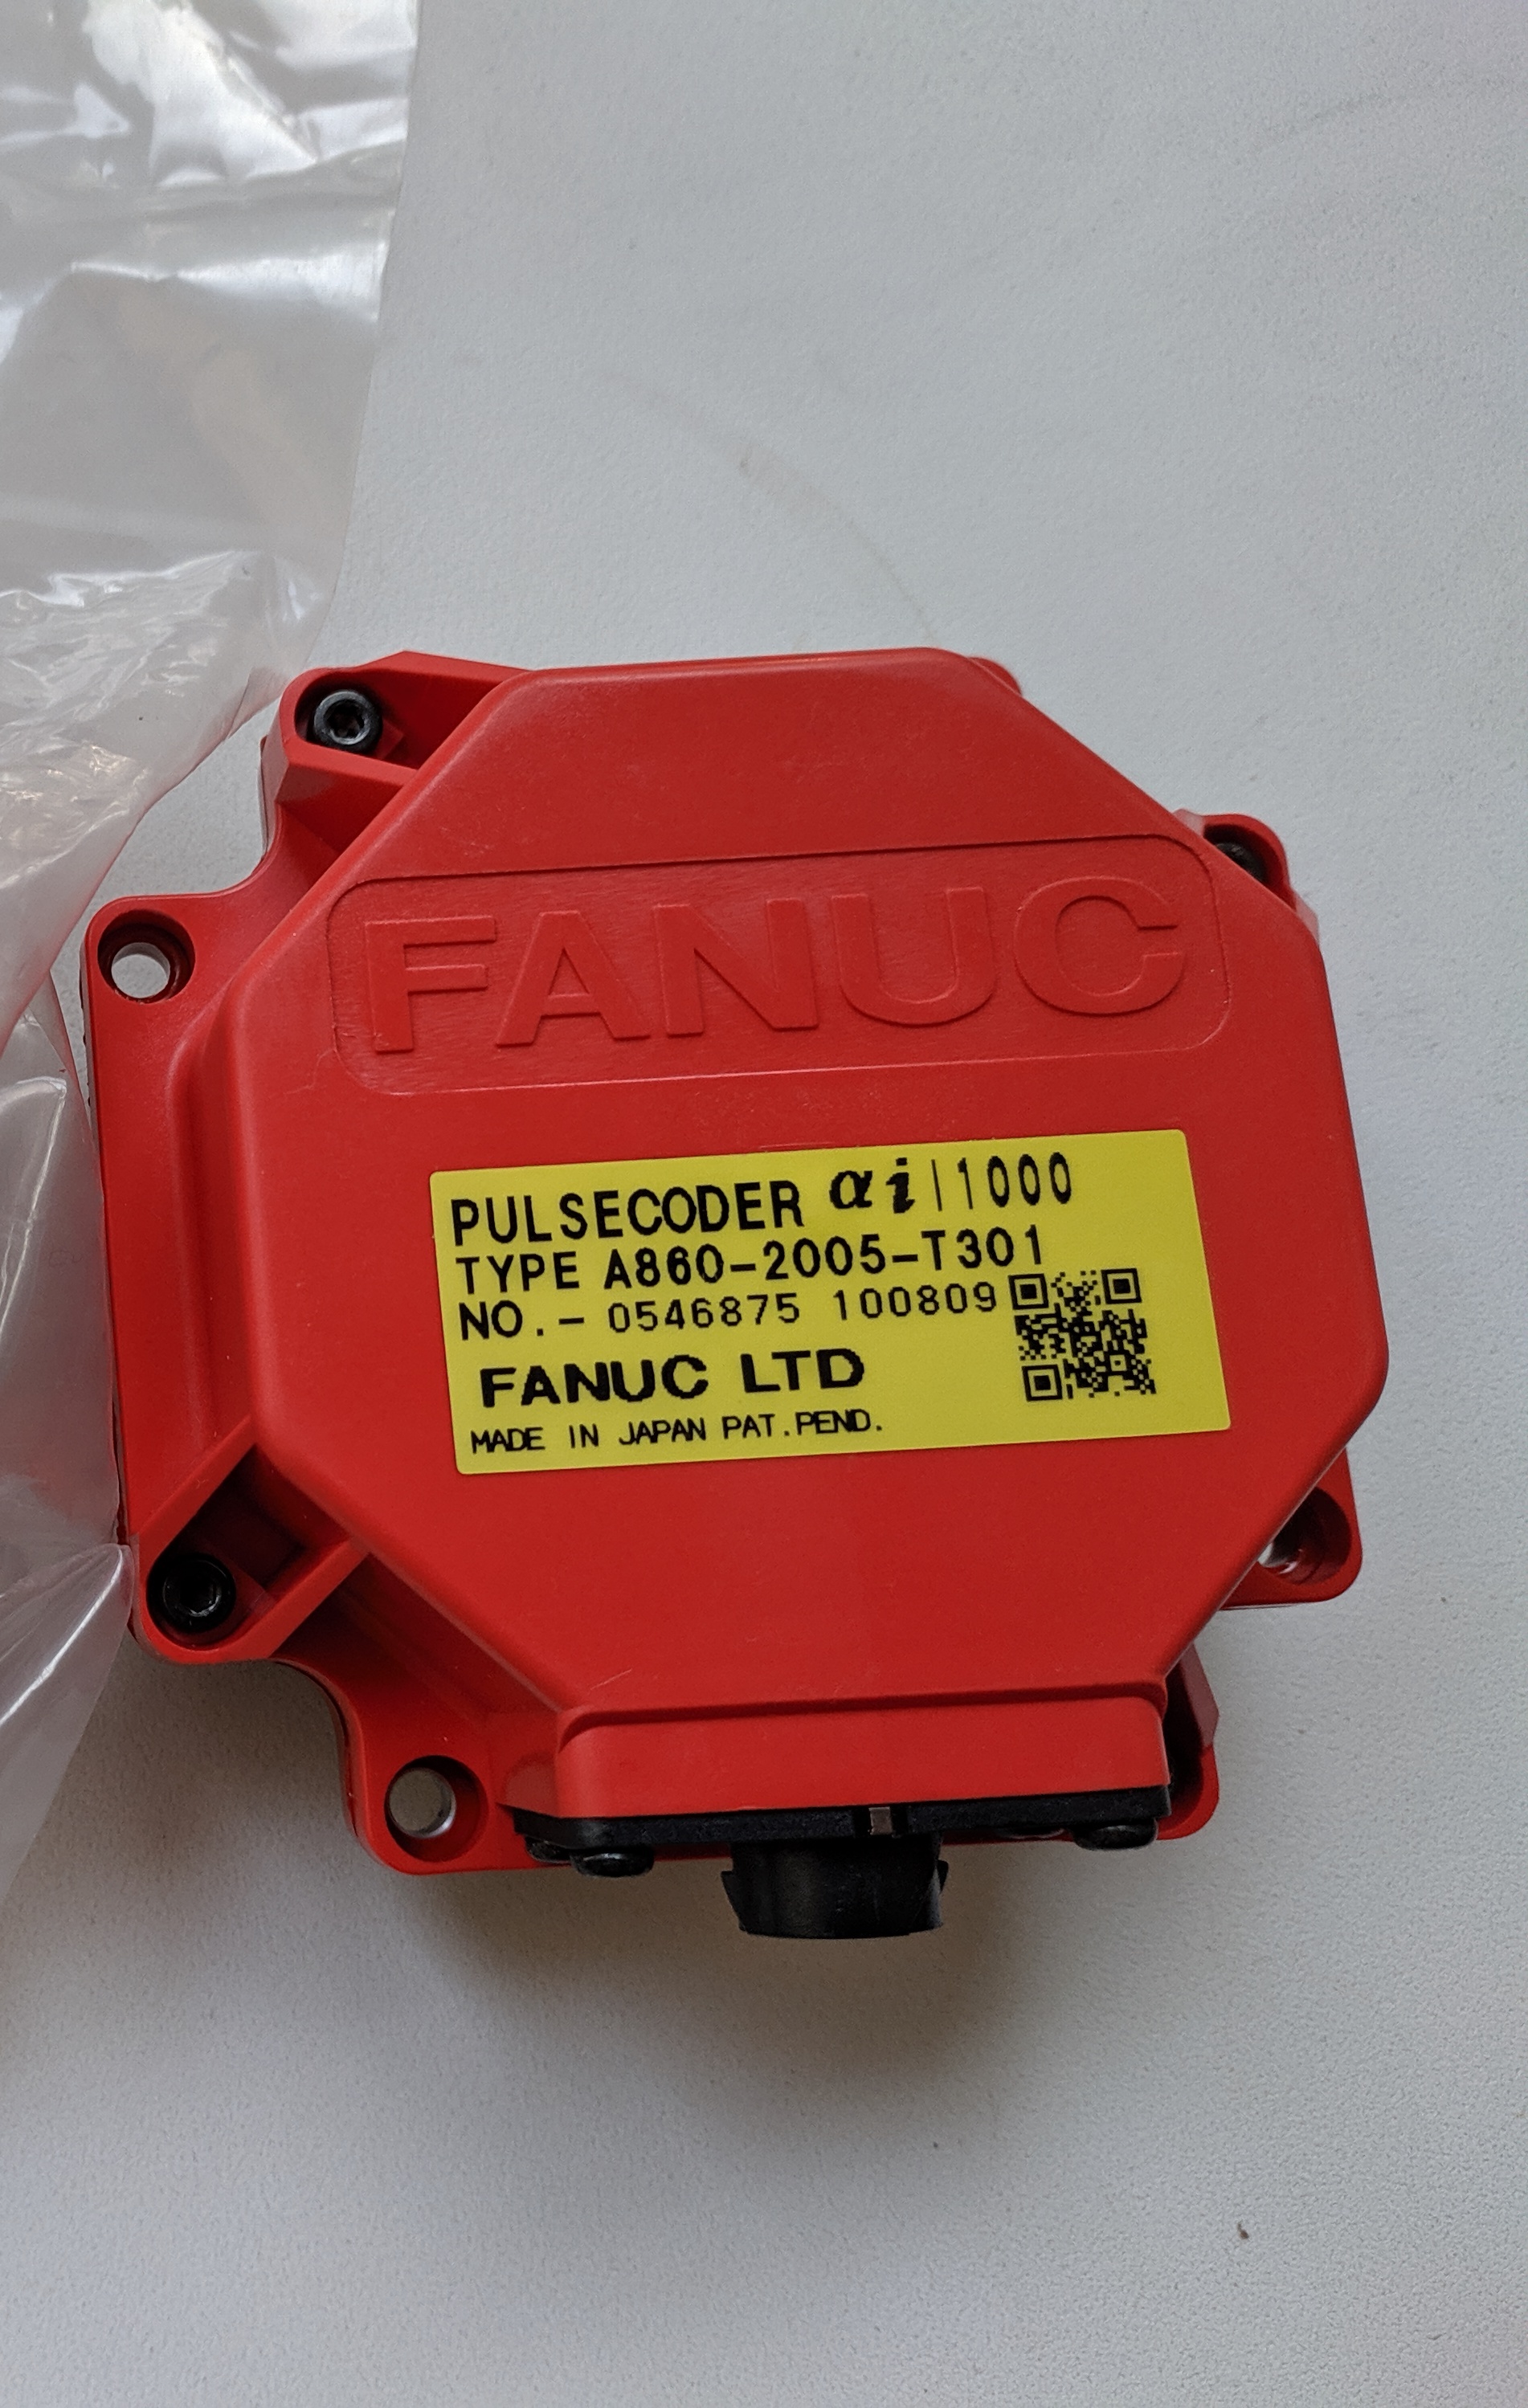 FANUC
PULSECODER αi|1000
TYPE A860-2005-T301
NO.- 0546875 100809
FANUC LTD
MADE IN JAPAN PAT.PEND.